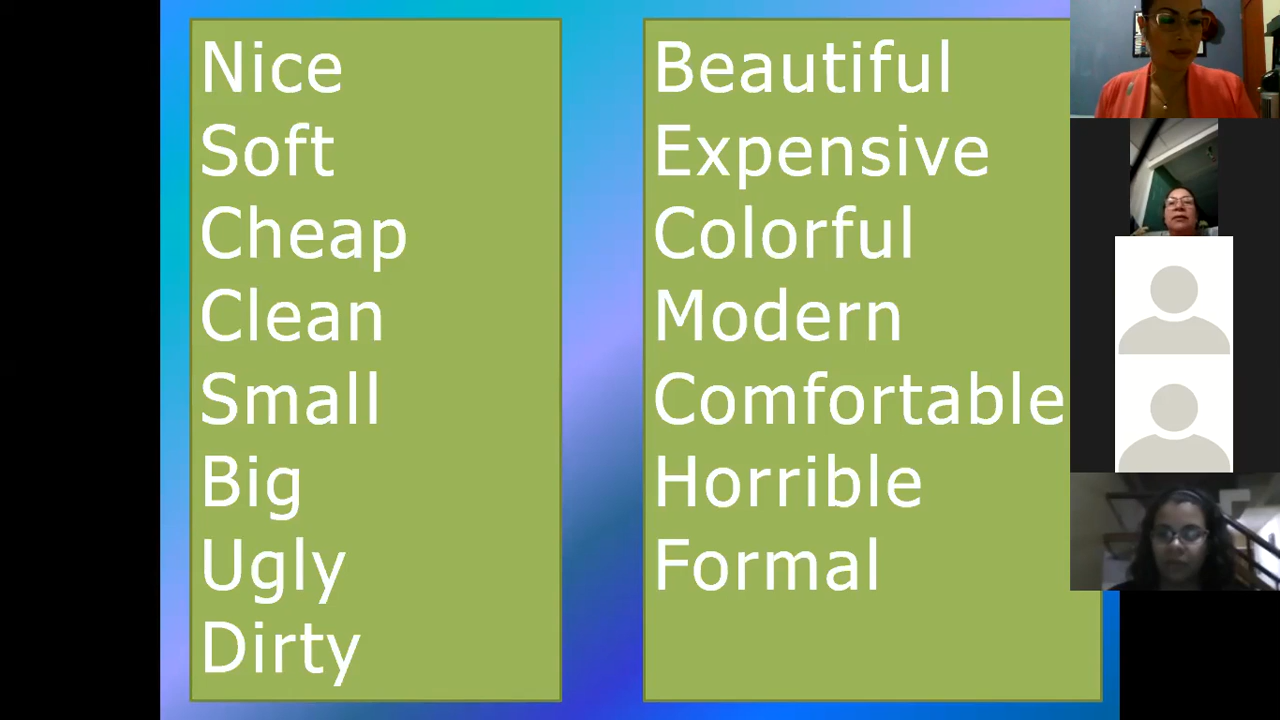 Nice
Soft
Cheap
Clean
Small
Big
Ugly
Dirty
Beautiful
Expensive
Colorful
Modern
Comfortable
Horrible
Formal